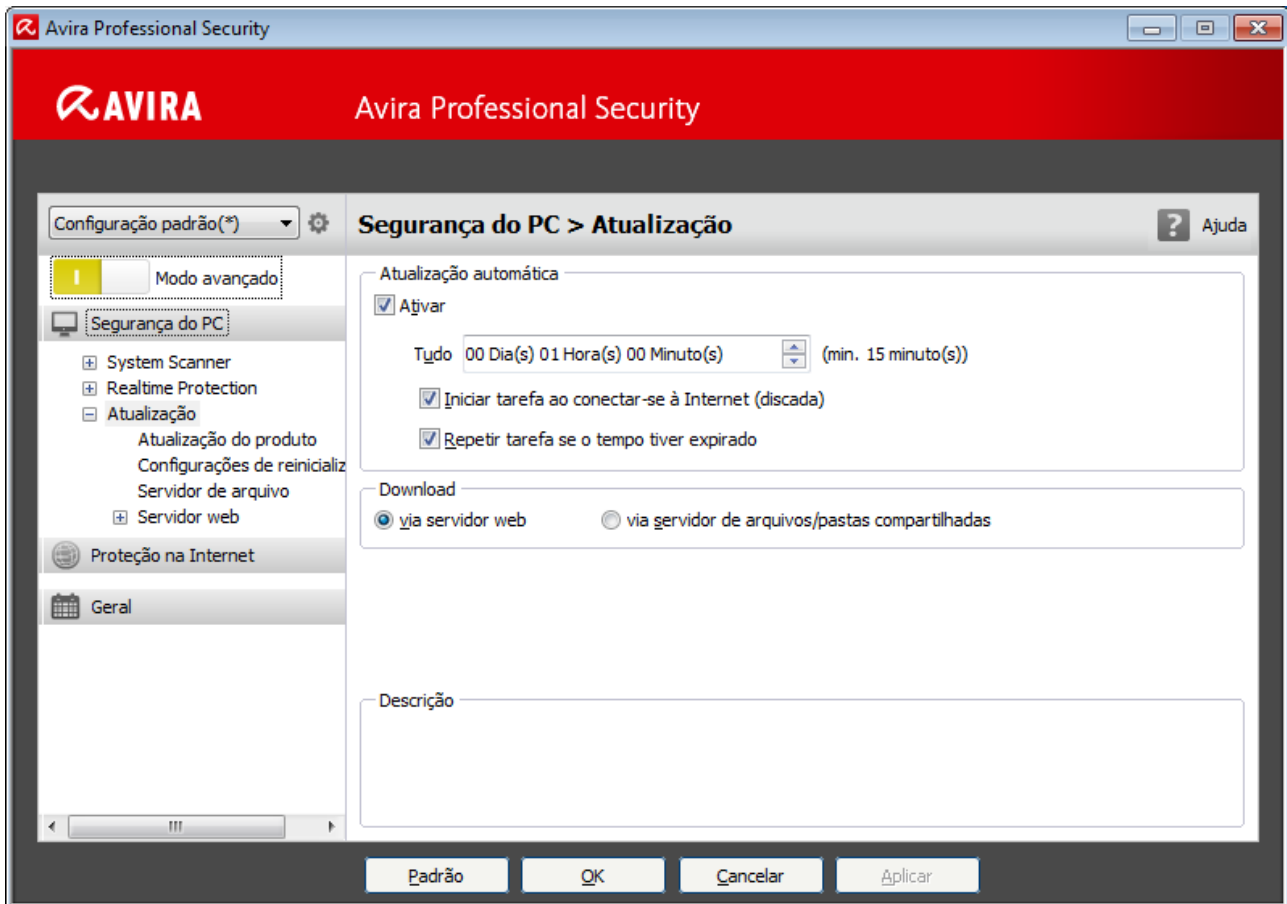 Avira Professional Security
AVIRA
Avira Professional Security
Configuração padrão(*)
Segurança do PC > Atualização
? Ajuda
Modo avançado
Segurança do PC
System Scanner
Realtime Protection
Atualização
Atualização do produto
Configurações de reinicializ
Servidor de arquivo
Servidor web
Proteção na Internet
Geral
Atualização automática
Ativar
Tudo 00 Dia(s) 01 Hora(s) 00 Minuto(s) (min. 15 minuto(s))
Iniciar tarefa ao conectar-se à Internet (discada)
Repetir tarefa se o tempo tiver expirado
Download
via servidor web via servidor de arquivos/pastas compartilhadas
Descrição
Padrão OK Cancelar Aplicar